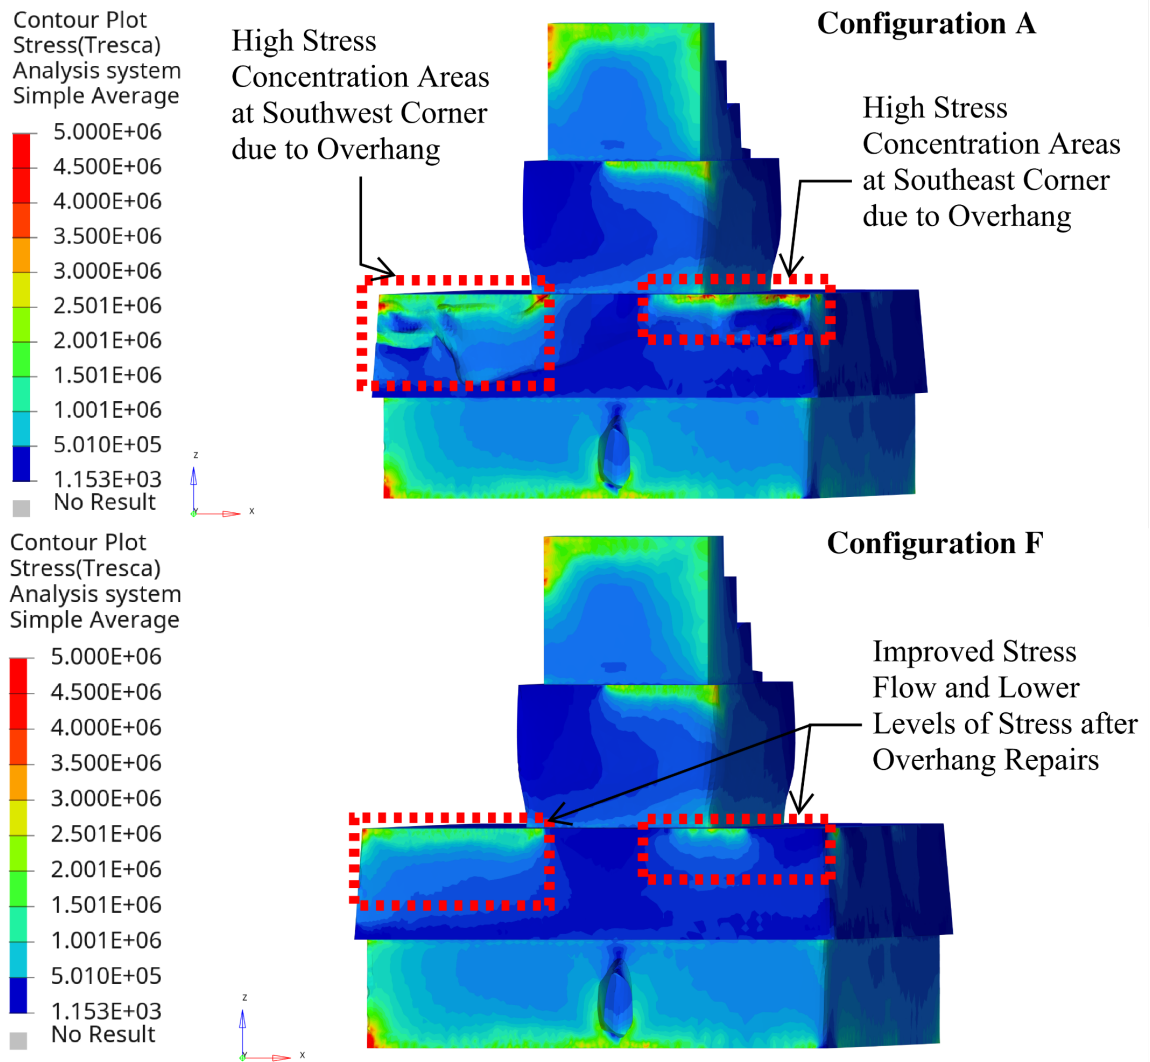 Contour Plot
Stress(Tresca)
Analysis system
Simple Average
5.000E+06
4.500E+06
4.000E+06
3.500E+06
3.000E+06
2.501E+06
2.001E+06
1.501E+06
1.001E+06
5.010E+05
1.153E+03
No Result
High Stress
Concentration Areas
at Southwest Corner
due to Overhang
Configuration A
High Stress
Concentration Areas
at Southeast Corner
due to Overhang
Z
Y
X
Contour Plot
Stress(Tresca)
Analysis system
Simple Average
5.000E+06
4.500E+06
4.000E+06
3.500E+06
3.000E+06
2.501E+06
2.001E+06
1.501E+06
1.001E+06
5.010E+05
1.153E+03
No Result
Configuration F
Improved Stress
Flow and Lower
Levels of Stress after
Overhang Repairs
Z
Y
X